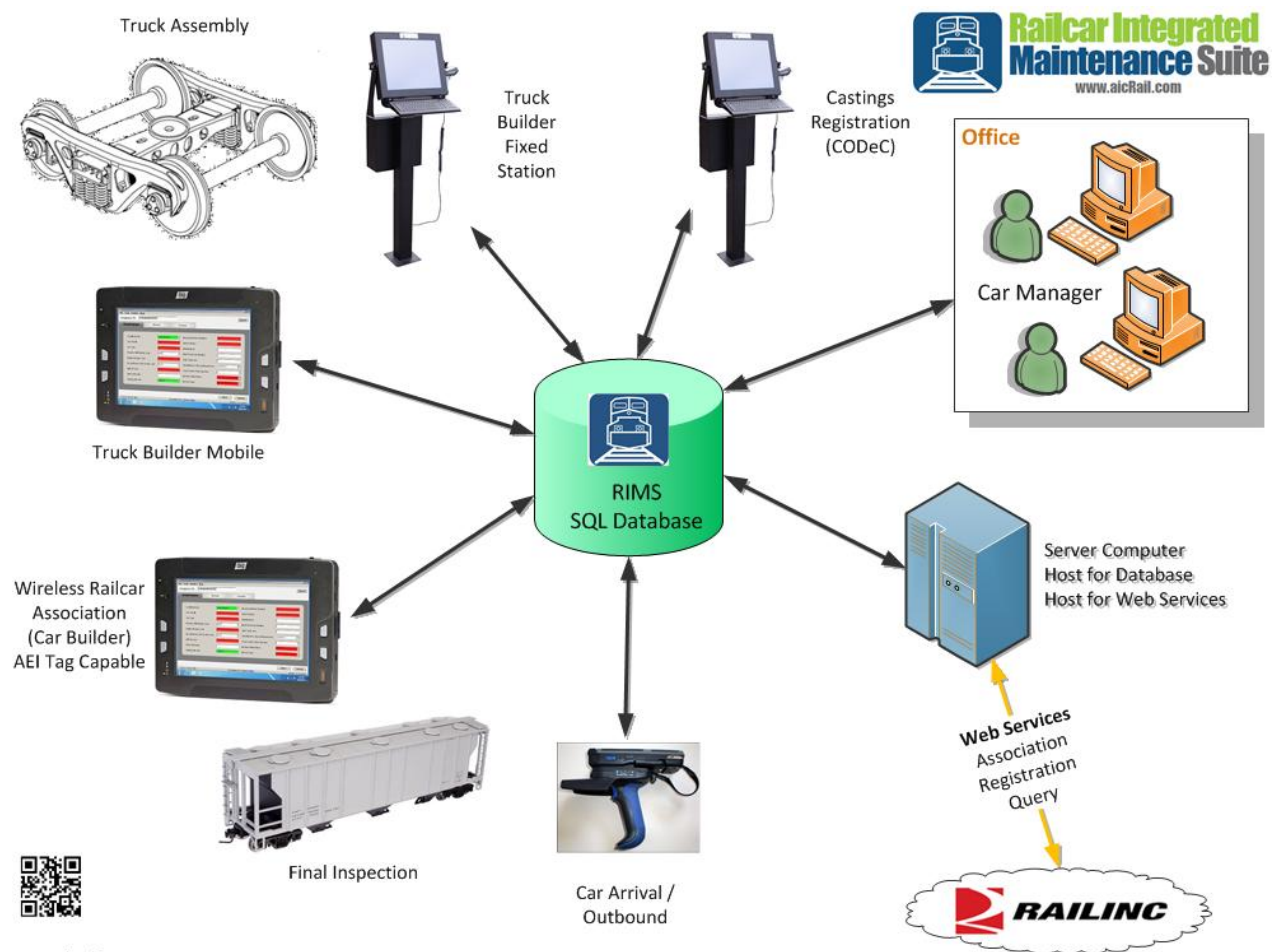 Truck Assembly
Truck
Builder
Fixed
Station
Castings
Registration
(CODeC)
Railcar Integrated
Maintenance Suite
www.aicRail.com
Office
Car Manager
Truck Builder Mobile
RIMS
SQL Database
Wireless Railcar
Association
(Car Builder)
AEI Tag Capable
Server Computer
Host for Database
Host for Web Services
Web Services
Association
Registration
Query
Final Inspection
Car Arrival /
Outbound
RAILINC